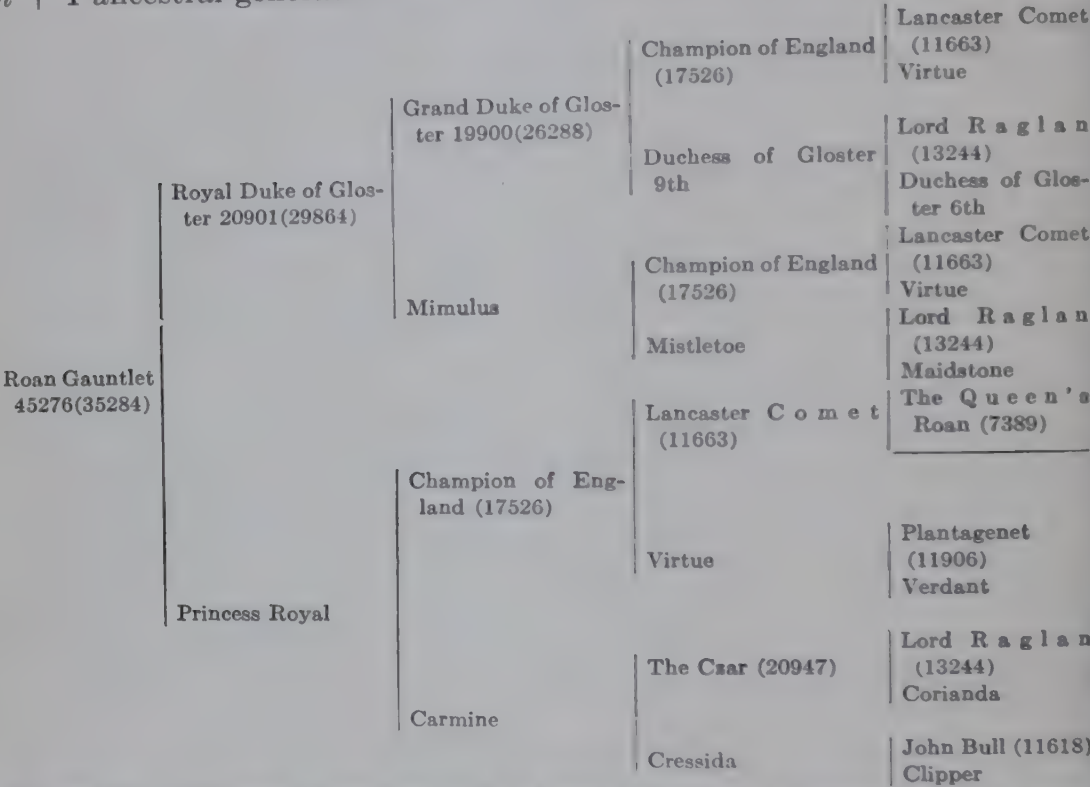 Lancaster Comet
(11663)
Virtue
Champion of England
(17526)
Grand Duke of Glos-
ter 19900(26288)
Lord Raglan
(13244)
Duchess of Gloster
9th
Duchess of Glos-
ter 6th
Royal Duke of Glos-
ter 20901(29864)
Lancaster Comet
(11663)
Virtue
Champion of England
(17526)
Mimulus
Lord Raglan
(13244)
Maidstone
Mistletoe
Roan Gauntlet
45276(35284)
The Queen's
Roan (7389)
Lancaster Comet
(11663)
Champion of Eng-
land (17526)
Plantagenet
(11906)
Verdant
Virtue
Princess Royal
Lord Raglan
(13244)
Corianda
The Czar (20947)
Carmine
John Bull (11618)
Clipper
Cressida